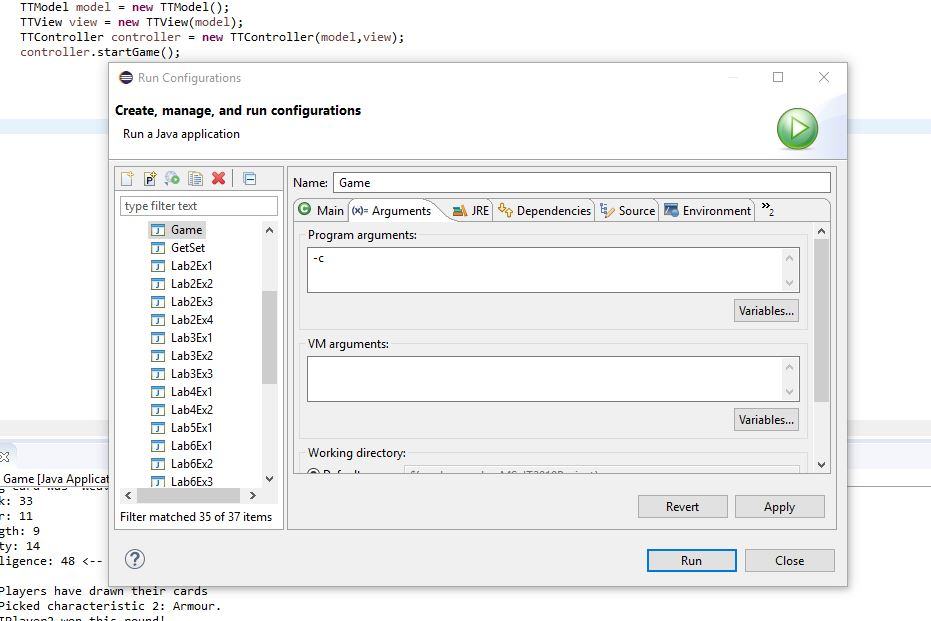 TTModel model = new TTModel();
TTView view = new TTView(model);
TTController controller = new TTController(model,view);
controller.startGame();
Run Configurations
Create, manage, and run configurations
Run a Java application
type filter text
Game
GetSet
Lab2Ex1
Lab2Ex2
Lab2Ex3
Lab2Ex4
Lab3Ex1
Lab3Ex2
Lab3Ex3
Lab4Ex1
Lab4Ex2
Lab5Ex1
Lab6Ex1
Lab6Ex2
Lab6Ex3
Filter matched 35 of 37 items
Name: Game
Main (x)= Arguments JRE Dependencies Source Environment »2
Program arguments:
-c
Variables...
VM arguments:
Variables...
Working directory:
Revert Apply
Run Close
Game [Java Applicat
k: 33
r: 11
gth: 9
ty: 14
ligence: 48 <--
Players have drawn their cards
Picked characteristic 2: Armour.
won this round!